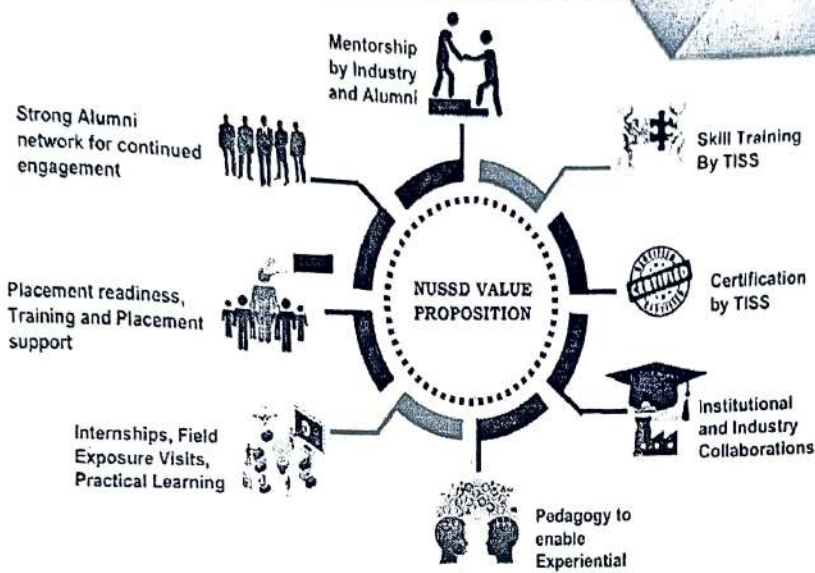 Mentorship
by Industry
and Alumni
Strong Alumni
network for continued
engagement
Skill Training
By TISS
Placement readiness,
Training and Placement
support
NUSSD VALUE
PROPOSITION
CERTIFIED
CERTIFIED
CERTIFIED
Certification
by TISS
Internships, Field
Exposure Visits,
Practical Learning
Institutional
and Industry
Collaborations
Pedagogy to
enable
Experiential